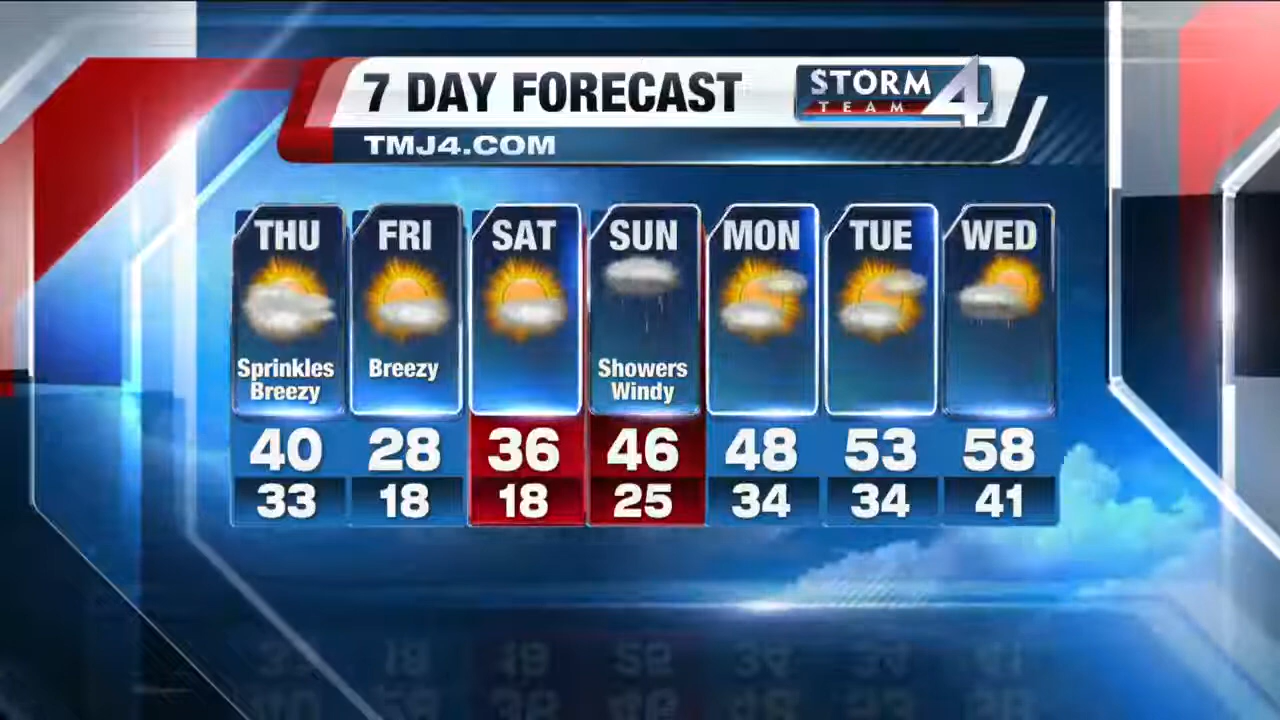 7 DAY FORECAST
STORM 4
TEAM
TMJ4.COM
THU FRI SAT SUN MON TUE WED
Sprinkles Breezy Showers
Breezy Windy
40 28 36 46 48 53 58
33 18 18 25 34 34 41